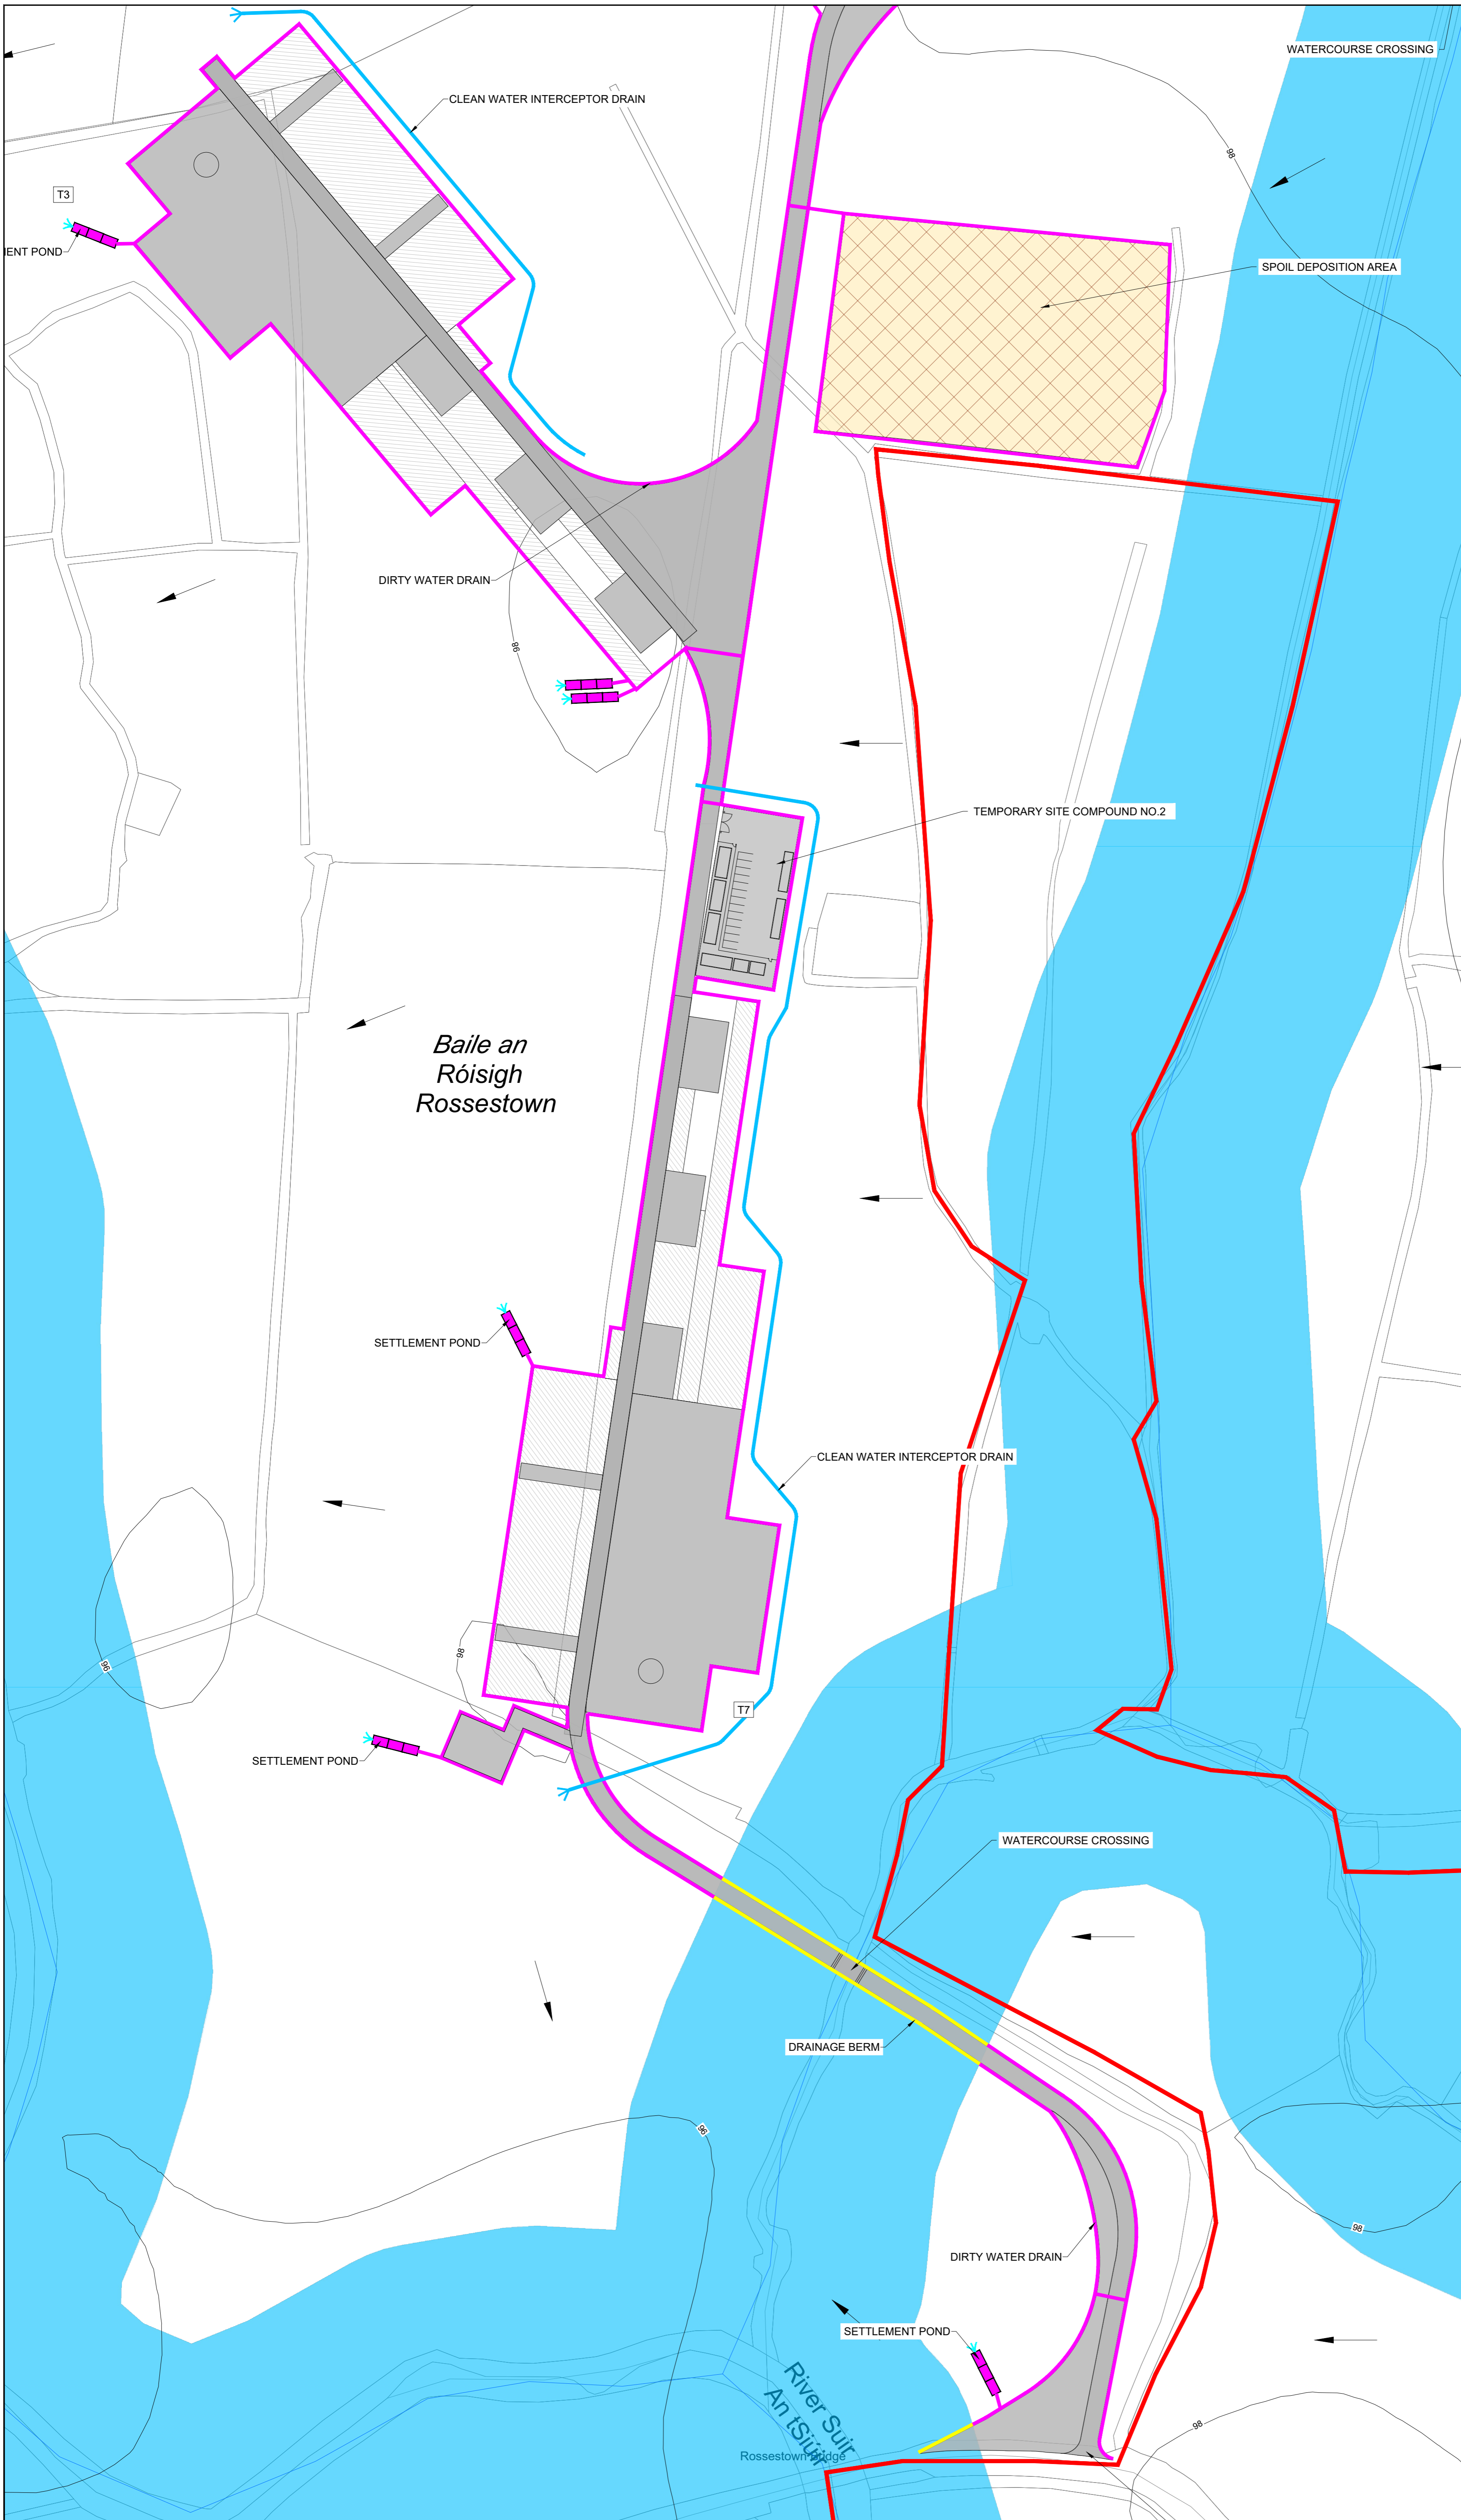 WATERCOURSE CROSSING
CLEAN WATER INTERCEPTOR DRAIN
98
T3
MENT POND
SPOIL DEPOSITION AREA
DIRTY WATER DRAIN
98
TEMPORARY SITE COMPOUND NO.2
Baile an
Róisigh
Rossestown
SETTLEMENT POND
CLEAN WATER INTERCEPTOR DRAIN
98
96
T7
SETTLEMENT POND
WATERCOURSE CROSSING
DRAINAGE BERM
96
98
DIRTY WATER DRAIN
SETTLEMENT POND
River Suir
An tSiúir
98
Rossestown Bridge